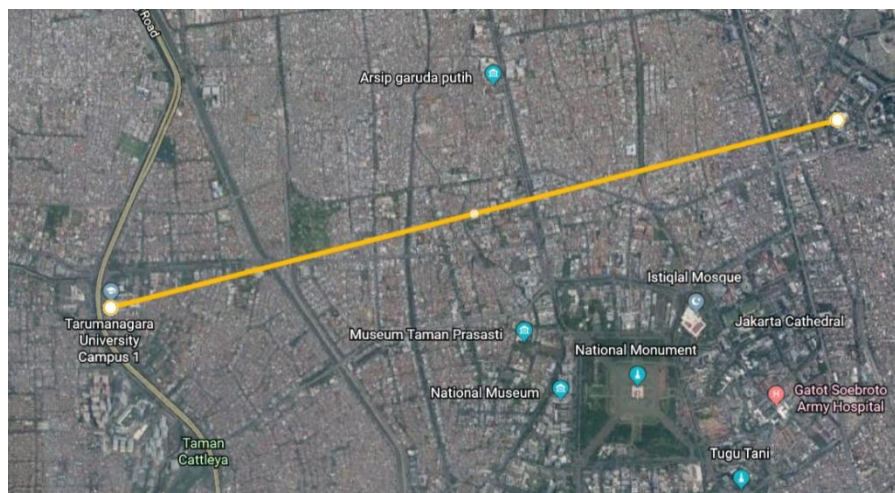 Road
Arsip garuda putih
Istiqlal Mosque
Tarumanagara
University
Campus 1
Museum Taman Prasasti
Jakarta Cathedral
National Monument
National Museum
Gatot Soebroto
Army Hospital
Taman
Cattleya
Tugu Tani